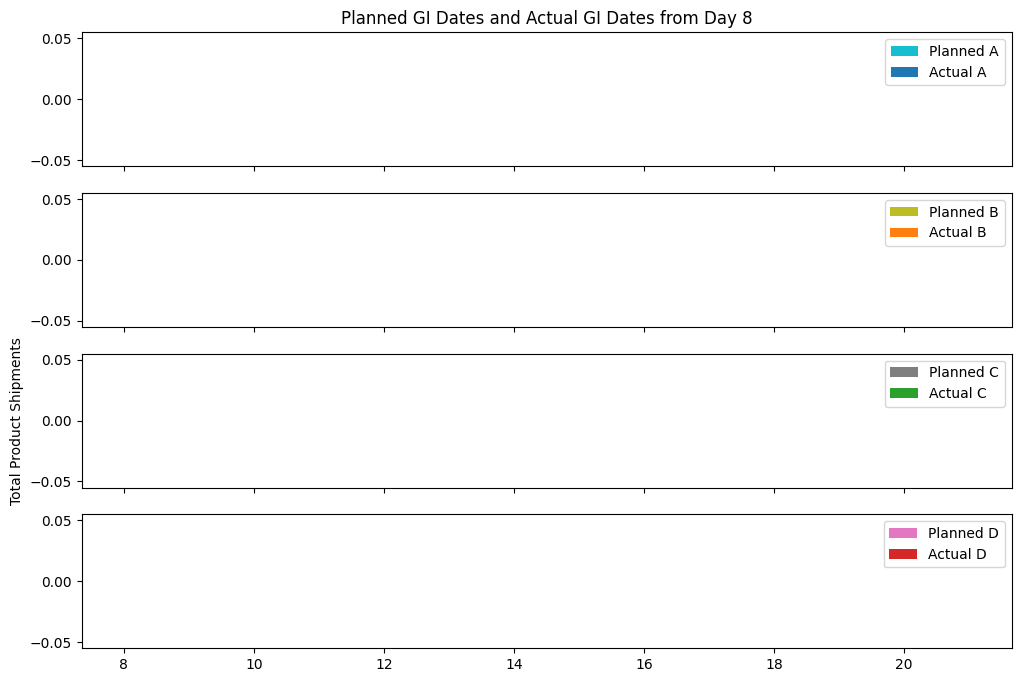 Planned GI Dates and Actual GI Dates from Day 8
0.05
0.00
−0.05
Planned A
Actual A
0.05
0.00
−0.05
Planned B
Actual B
Total Product Shipments
0.05
0.00
−0.05
Planned C
Actual C
0.05
0.00
−0.05
Planned D
Actual D
8 10 12 14 16 18 20